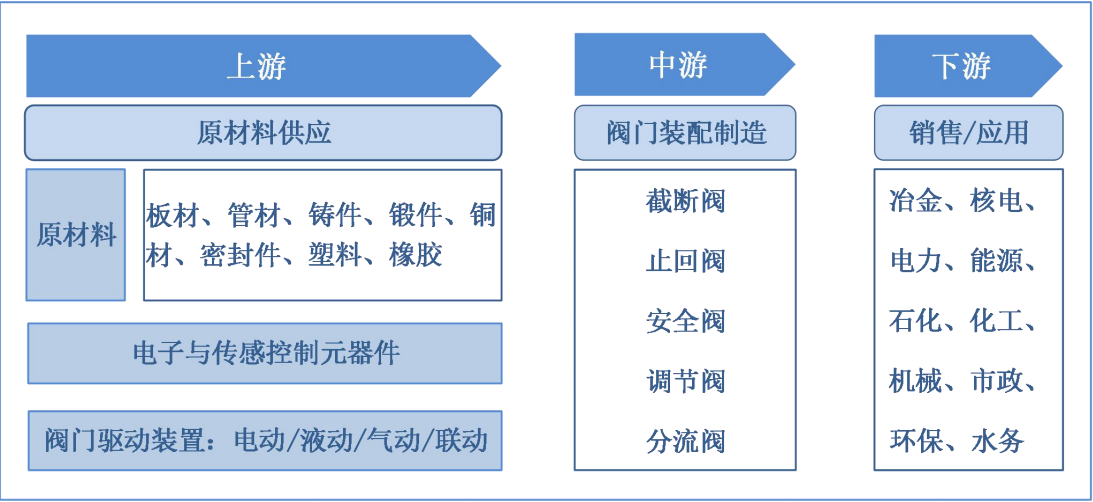 上游
原材料供应
原材料
板材、管材、铸件、锻件、铜
材、密封件、塑料、橡胶
电子与传感控制元器件
阀门驱动装置：电动/液动/气动/联动
中游
阀门装配制造
截断阀
止回阀
安全阀
调节阀
分流阀
下游
销售/应用
冶金、核电、
电力、能源、
石化、化工、
机械、市政、
环保、水务